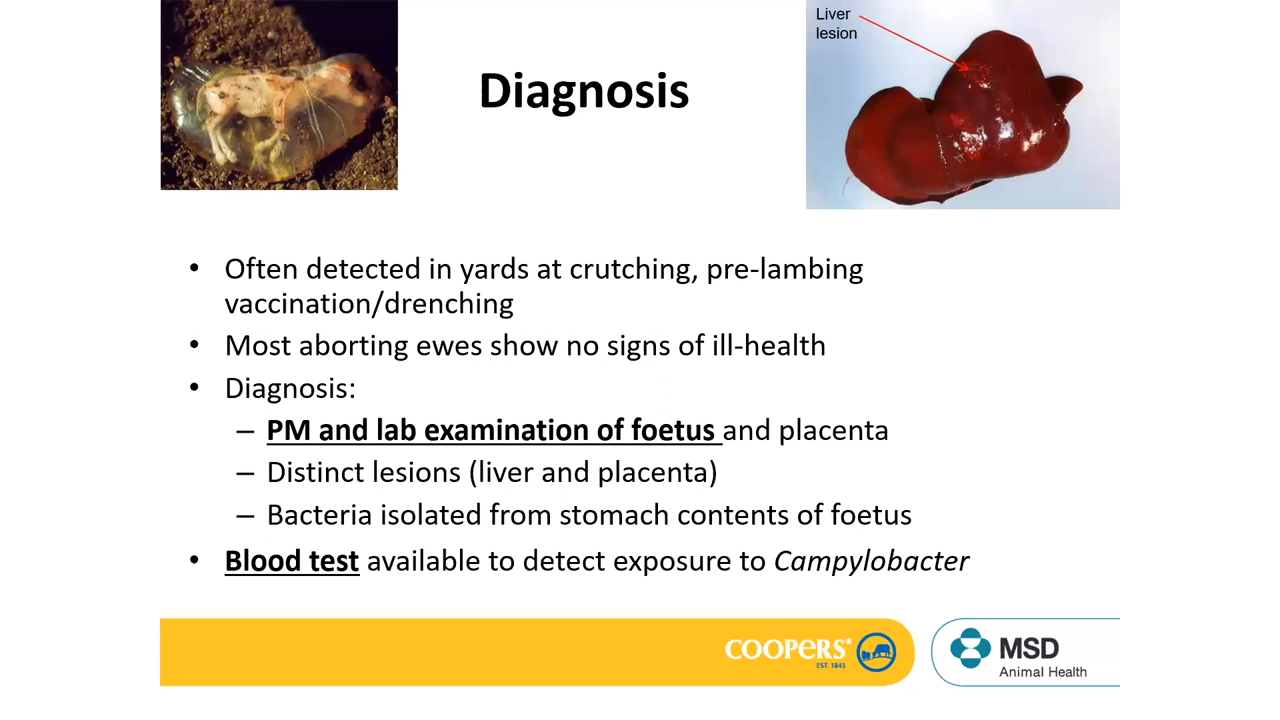 Liver
lesion
Diagnosis
• Often detected in yards at crutching, pre-lambing
vaccination/drenching
• Most aborting ewes show no signs of ill-health
• Diagnosis:
– PM and lab examination of foetus and placenta
– Distinct lesions (liver and placenta)
– Bacteria isolated from stomach contents of foetus
• Blood test available to detect exposure to Campylobacter
COOPERS®
EST. 1843
MSD
Animal Health